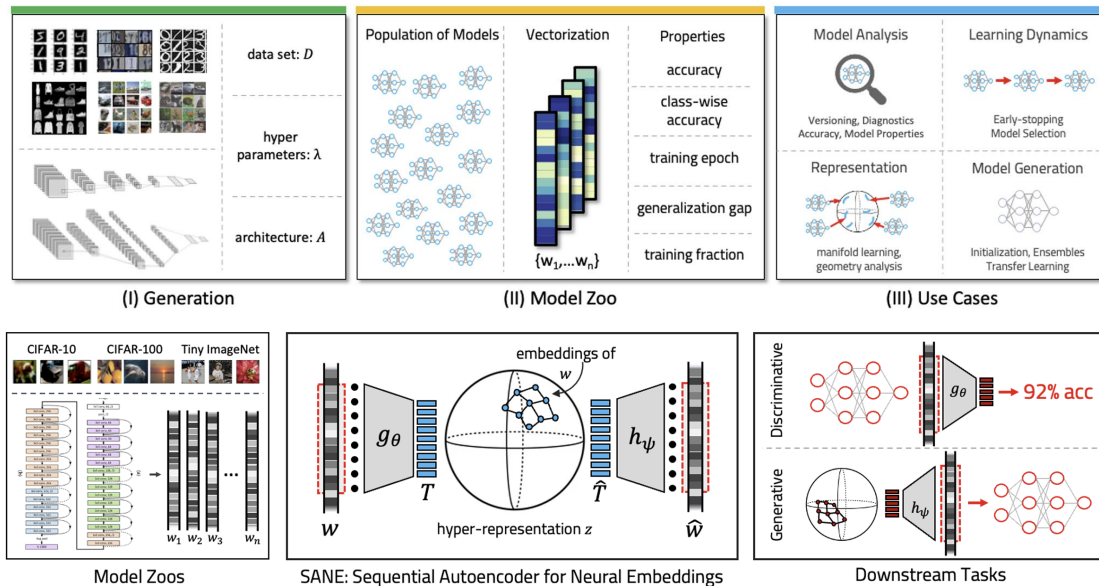 data set: D
hyper
parameters: λ
architecture: A
(I) Generation
Population of Models
Vectorization
{w₁,...wₙ}
Properties
accuracy
class-wise
accuracy
training epoch
generalization gap
training fraction
(II) Model Zoo
Model Analysis
Versioning, Diagnostics
Accuracy, Model Properties
Learning Dynamics
Early-stopping
Model Selection
Representation
manifold learning,
geometry analysis
Model Generation
Initialization, Ensembles
Transfer Learning
(III) Use Cases
CIFAR-10
CIFAR-100
Tiny ImageNet
w₁ w₂ w₃ wₙ
Model Zoos
embeddings of
w
gθ
hψ
T
T̂
w
hyper-representation z
ŵ
SANE: Sequential Autoencoder for Neural Embeddings
Discriminative
gθ
92% acc
Generative
hψ
Downstream Tasks